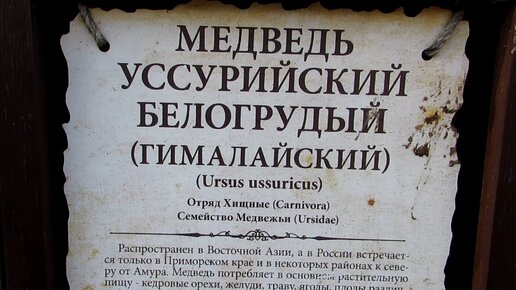 МЕДВЕДЬ
УССУРИЙСКИЙ
БЕЛОГРУДЫЙ
(ГИМАЛАЙСКИЙ)
(Ursus ussuricus)
Отряд Хищные (Carnivora)
Семейство Медвежьи (Ursidae)
Распространен в Восточной Азии, а в России встречает-
ся только в Приморском крае и в некоторых районах к севе-
ру от Амура. Медведь потребляет в основном растительную
пищу - кедровые орехи, желуди, траву, ягоды, плоды